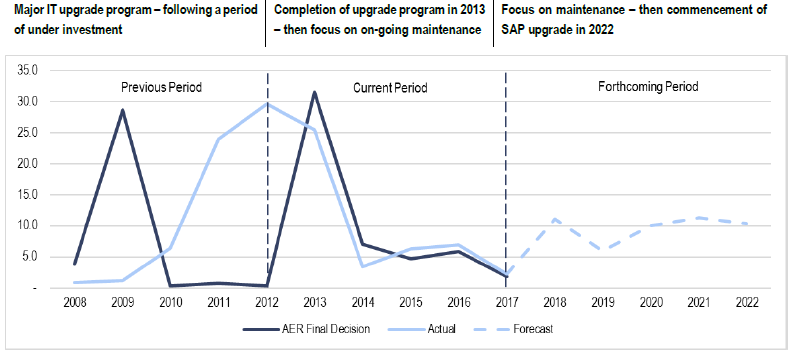 Major IT upgrade program – following a period
of under investment
Completion of upgrade program in 2013
– then focus on on-going maintenance
Focus on maintenance – then commencement of
SAP upgrade in 2022
35.0
30.0
25.0
20.0
15.0
10.0
5.0
-
Previous Period
Current Period
Forthcoming Period
2008 2009 2010 2011 2012 2013 2014 2015 2016 2017 2018 2019 2020 2021 2022
AER Final Decision Actual Forecast